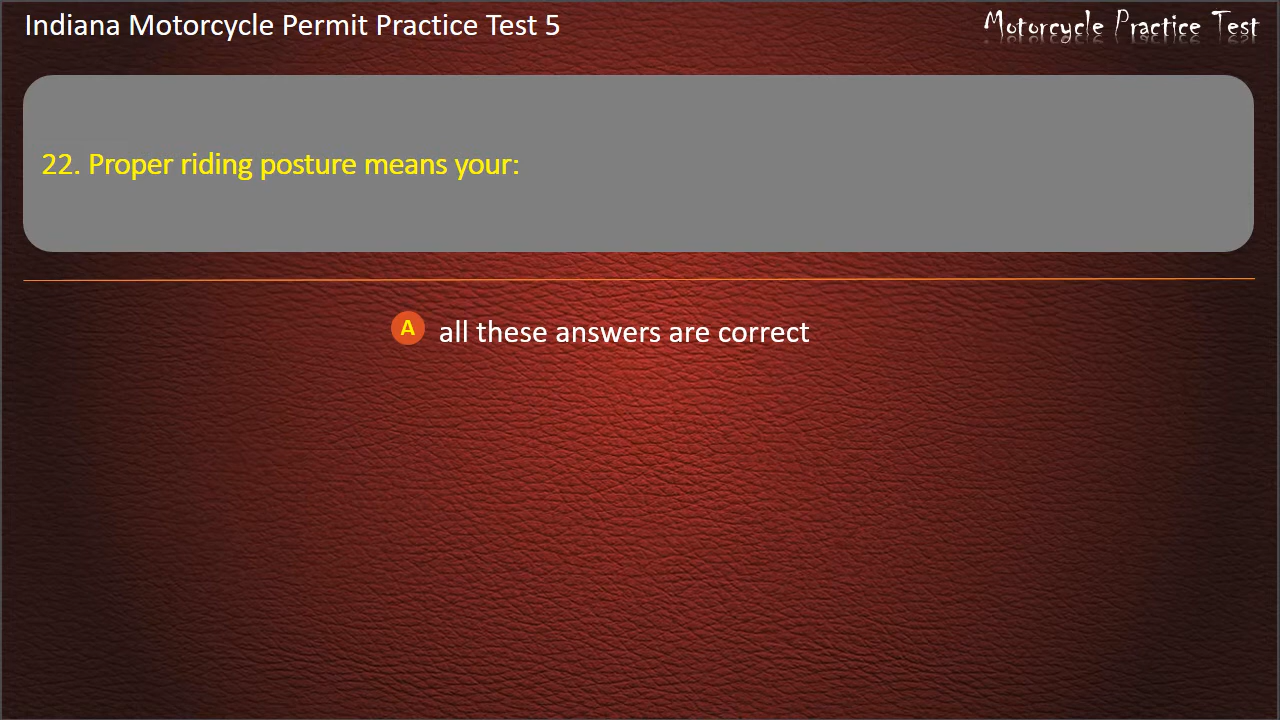 Indiana Motorcycle Permit Practice Test 5
Motorcycle Practice Test
22. Proper riding posture means your:
A all these answers are correct